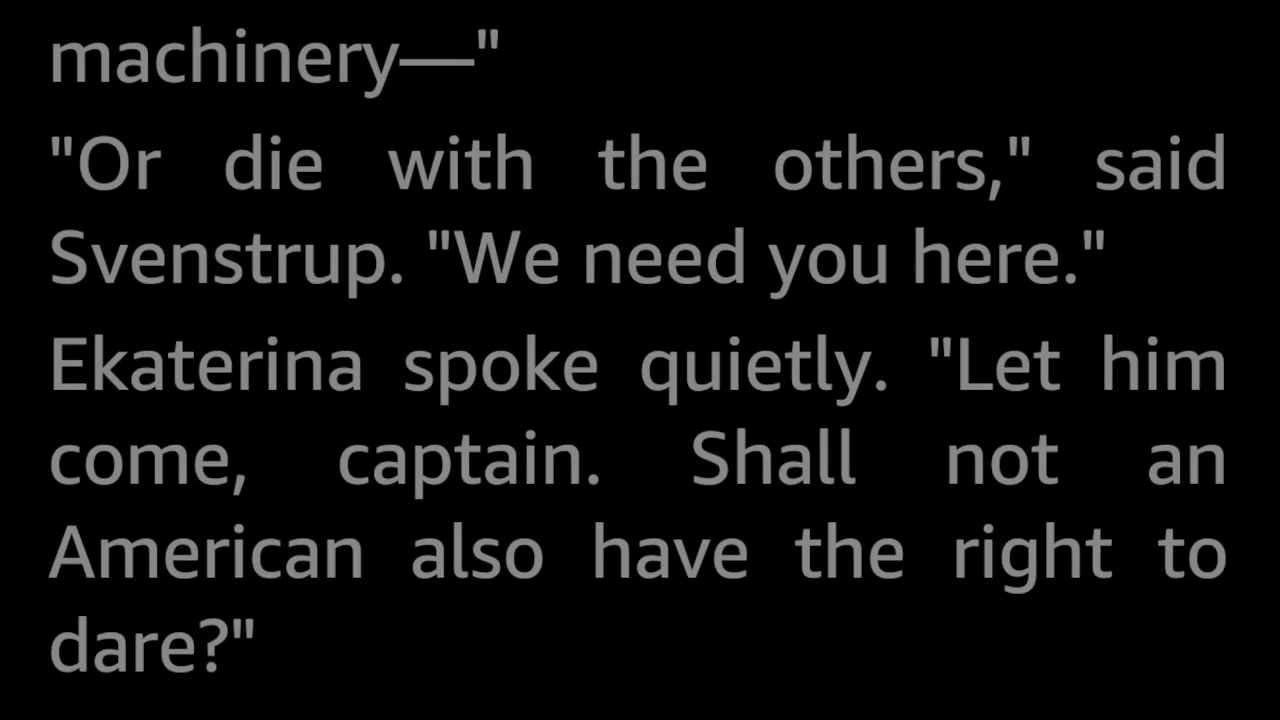 machinery—"
"Or die with the others," said
Svenstrup. "We need you here."
Ekaterina spoke quietly. "Let him
come, captain. Shall not an
American also have the right to
dare?"